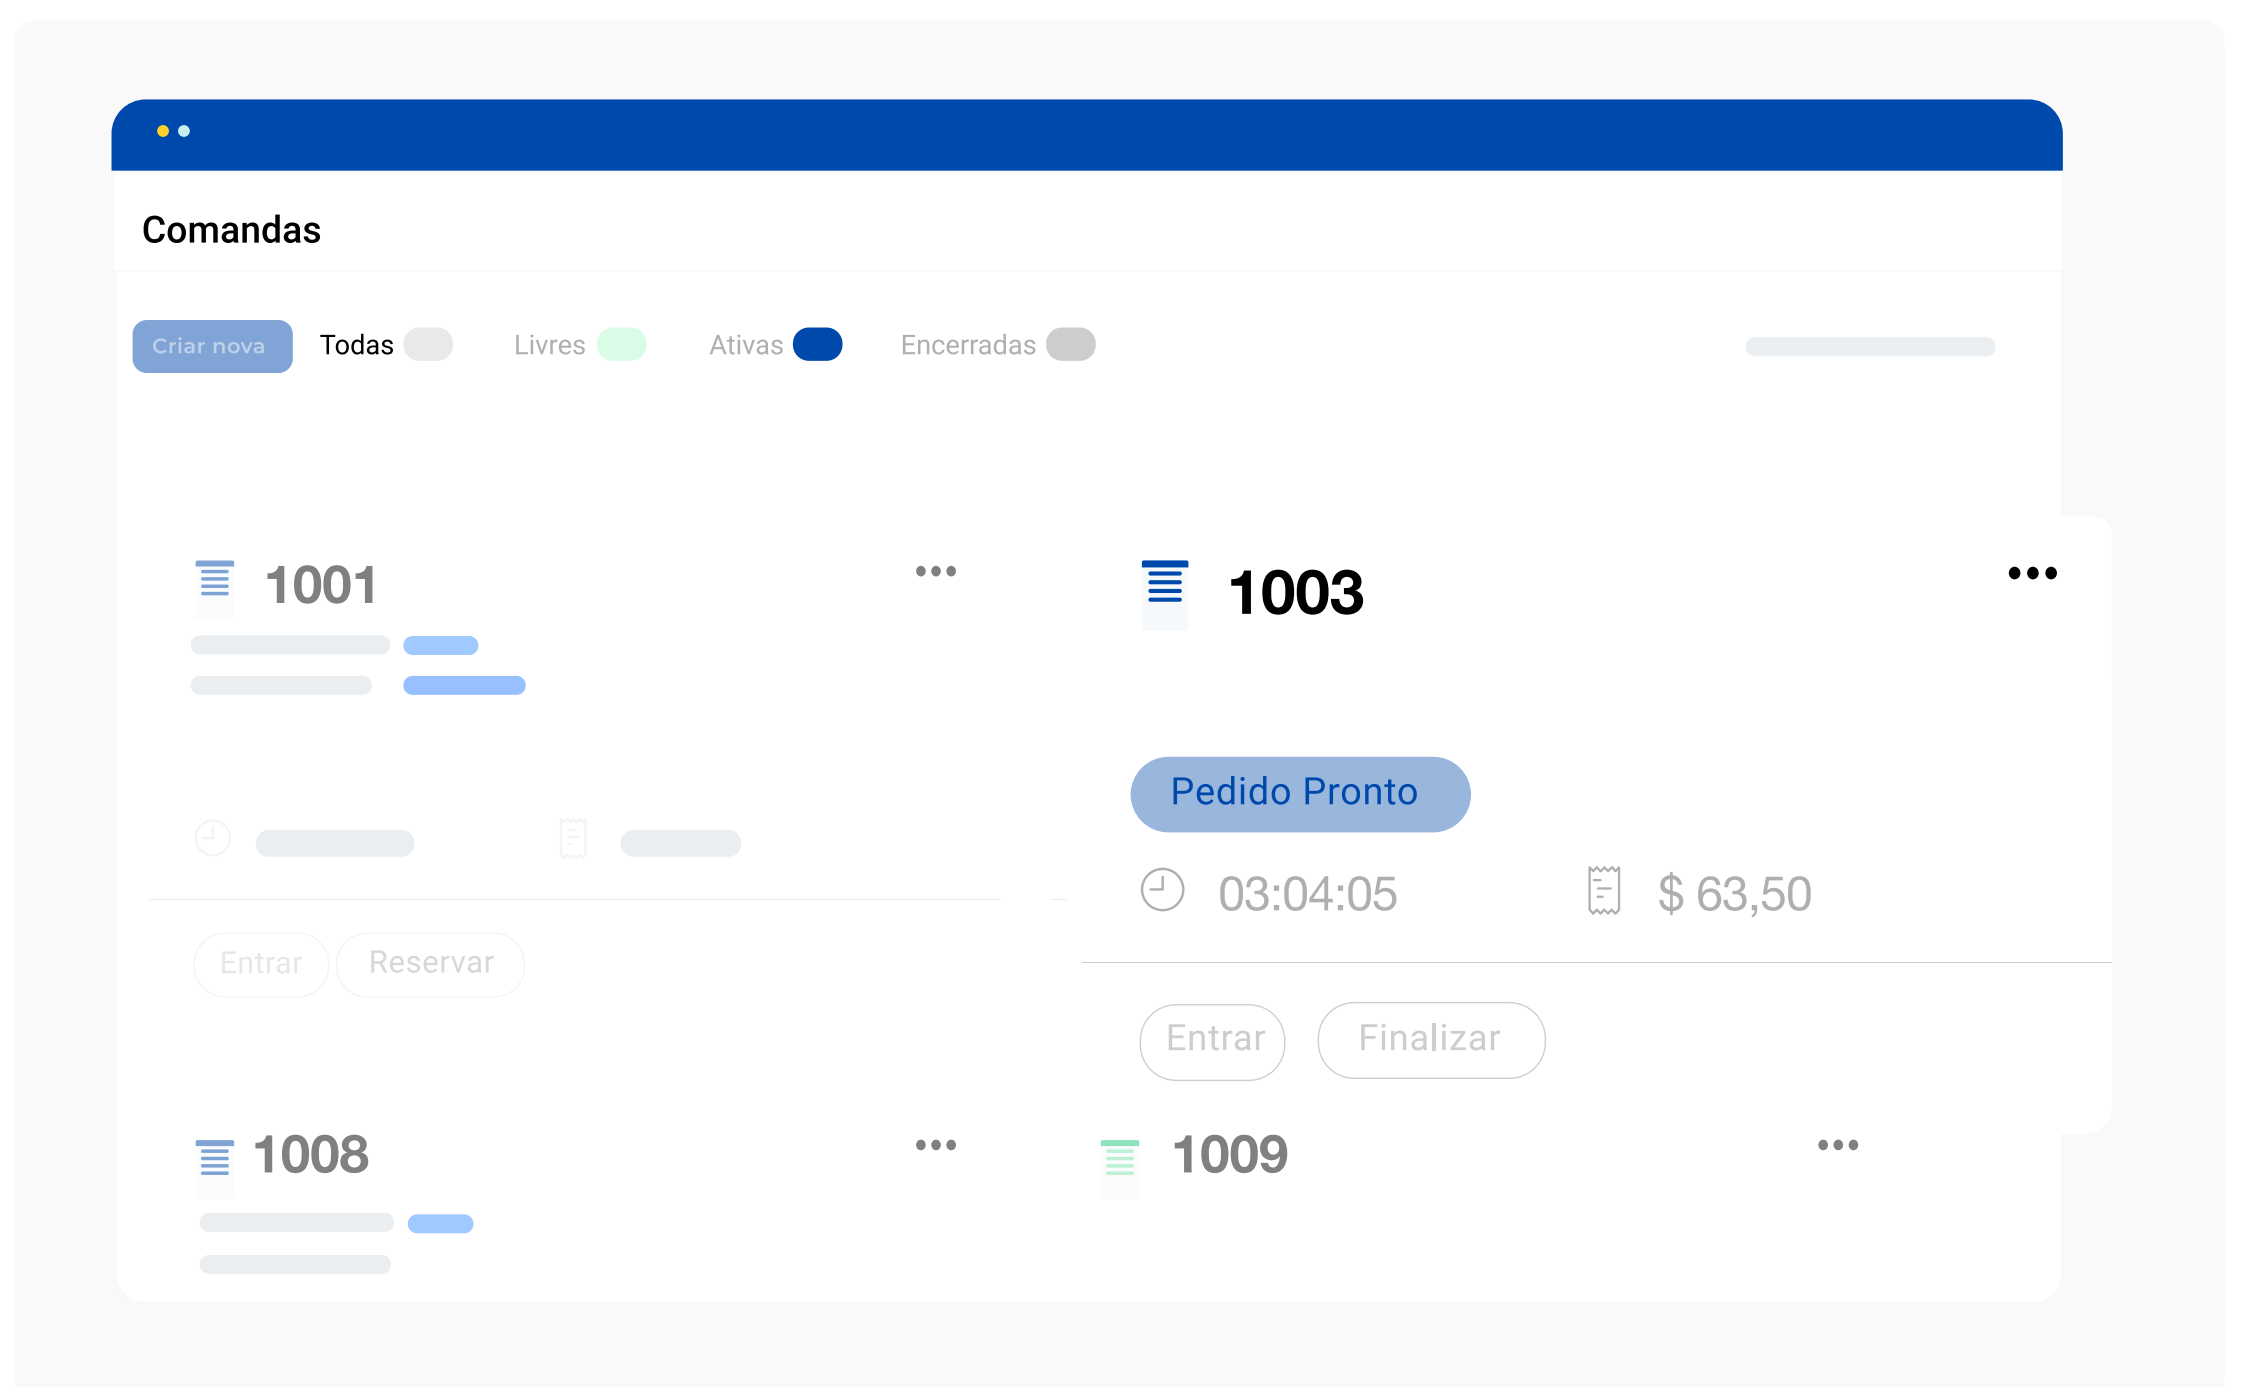 Comandas
Criar nova Todas Livres Ativas Encerradas
1001
1003
Pedido Pronto
03:04:05 $ 63,50
Entrar Reservar
Entrar Finalizar
1008
1009